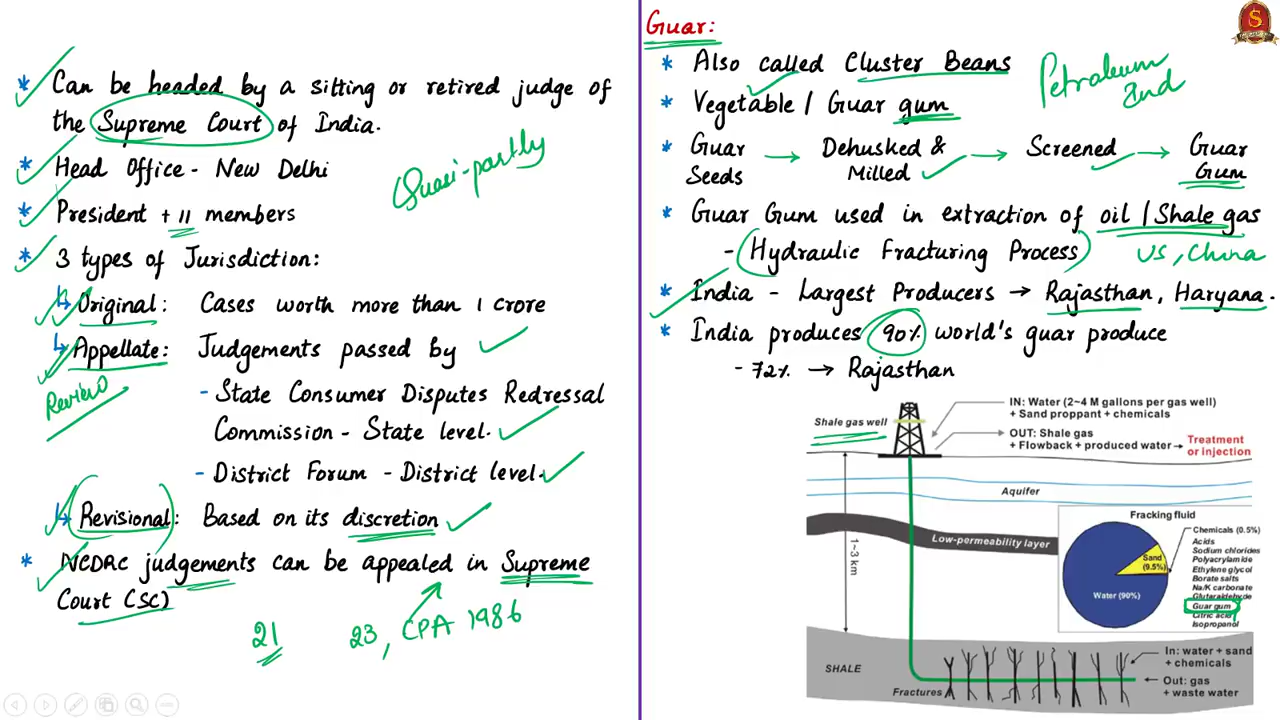 * Can be headed by a sitting or retired judge of
the Supreme Court of India.
Quasi-partly
* Head Office - New Delhi
* President + 11 members
* 3 types of Jurisdiction:
↳ Original: Cases worth more than 1 crore
↳ Appellate: Judgements passed by
Review
- State Consumer Disputes Redressal
Commission - State level.
- District Forum - District level.
↳ Revisional: Based on its discretion
* NCDRC judgements can be appealed in Supreme
Court (SC)
21 23, CPA 1986
Guar:
* Also called Cluster Beans
Petroleum
Ind
* Vegetable / Guar gum
* Guar Seeds → Dehusked & Milled → Screened → Guar Gum
* Guar Gum used in extraction of oil / Shale gas
- Hydraulic Fracturing Process US, China
* India - Largest Producers → Rajasthan, Haryana.
* India produces 90% world's guar produce
- 72% → Rajasthan
Shale gas well
IN: Water (2~4 M gallons per gas well)
+ Sand proppant + chemicals
OUT: Shale gas
+ Flowback + produced water → Treatment
or injection
Aquifer
Low-permeability layer
1~3 km
Fracking fluid
Chemicals (0.5%)
Acids
Sodium chlorides
Polyacrylamide
Ethylene glycol
Borate salts
Na/K carbonate
Glutaraldehyde
Guar gum
Citric acid
Isopropanol
Sand
(9.5%)
Water (90%)
SHALE
Fractures
In: water + sand
+ chemicals
Out: gas
+ waste water
S